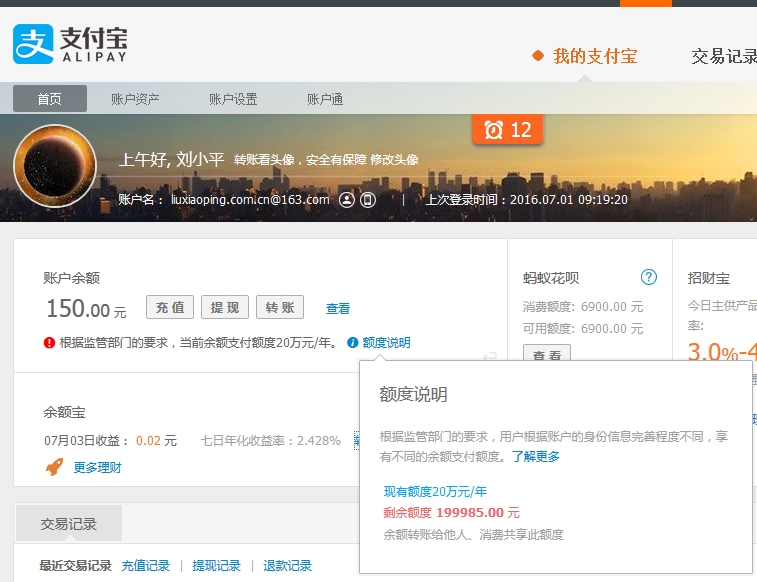 支付宝
ALIPAY
我的支付宝 交易记录
首页 账户资产 账户设置 账户通
12
上午好, 刘小平 转账看头像，安全有保障 修改头像
账户名： liuxiaoping.com.cn@163.com | 上次登录时间：2016.07.01 09:19:20
账户余额
150.00 元 充值 提现 转账 查看
根据监管部门的要求，当前余额支付额度20万元/年。 额度说明
蚂蚁花呗 ?
消费额度: 6900.00 元
可用额度: 6900.00 元
查看
招财宝
今日主供产品
率:
3.0%-4
额度说明
根据监管部门的要求，用户根据账户的身份信息完善程度不同，享
有不同的余额支付额度。了解更多
现有额度20万元/年
剩余额度 199985.00 元
余额转账给他人、消费共享此额度
余额宝
07月03日收益： 0.02 元 七日年化收益率：2.428%
更多理财
交易记录
最近交易记录 充值记录 | 提现记录 | 退款记录